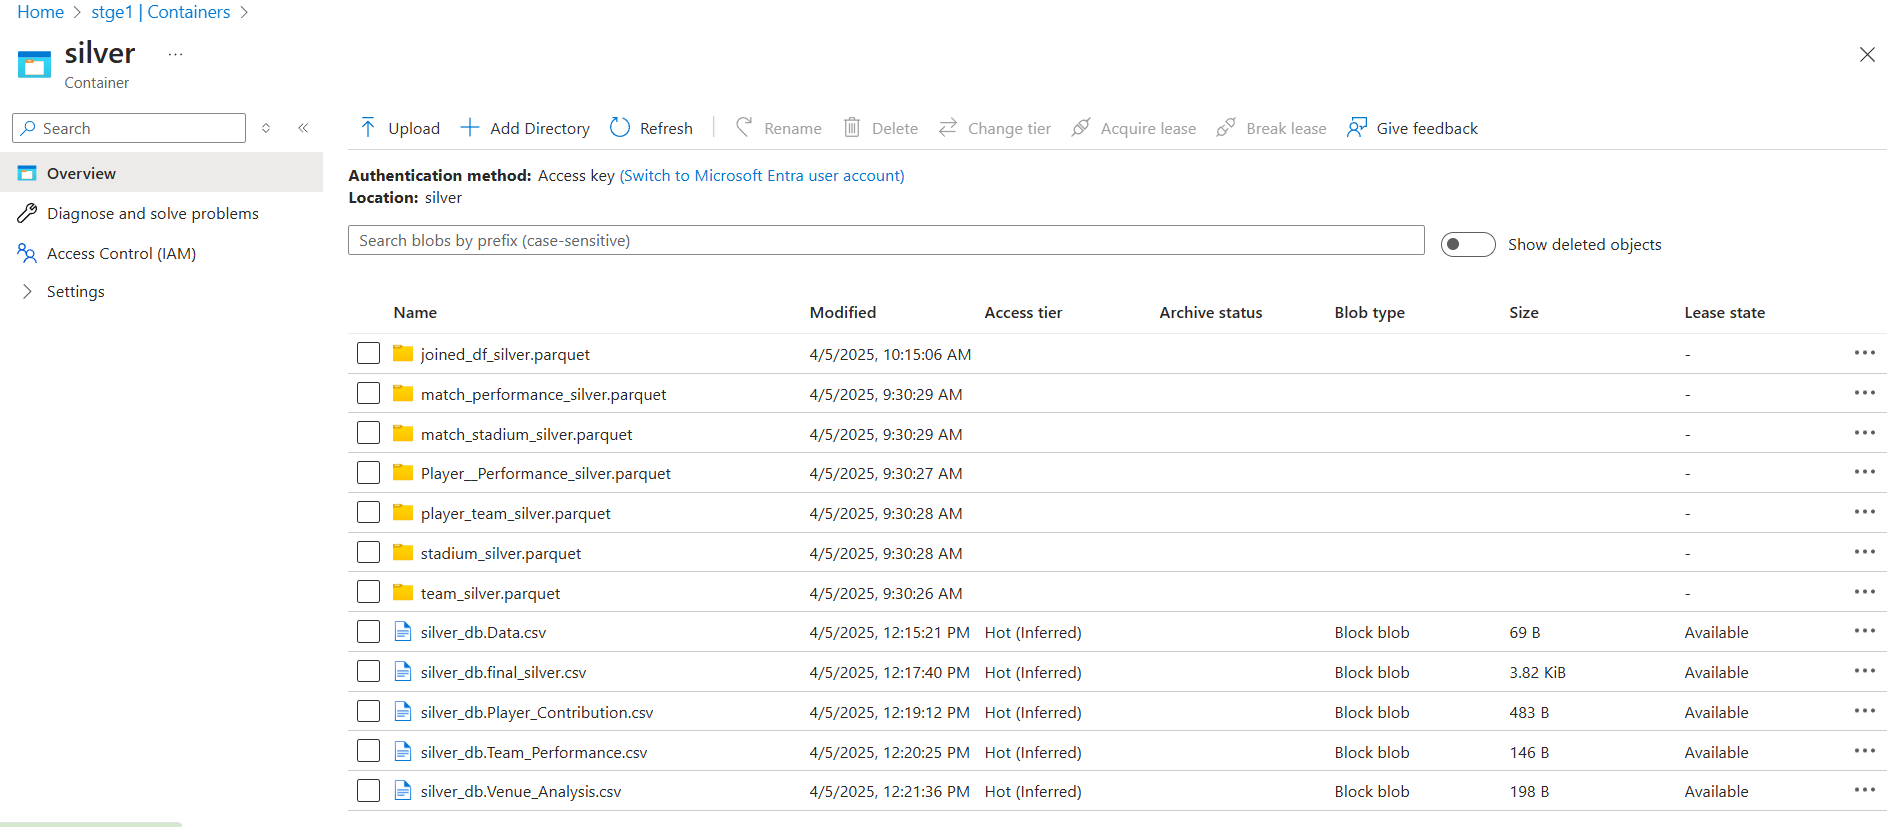 Home > stge1 | Containers >
silver ...
Container
Search
Overview
Diagnose and solve problems
Access Control (IAM)
Settings
Upload Add Directory Refresh Rename Delete Change tier Acquire lease Break lease Give feedback
Authentication method: Access key (Switch to Microsoft Entra user account)
Location: silver
Search blobs by prefix (case-sensitive) Show deleted objects
Name Modified Access tier Archive status Blob type Size Lease state
joined_df_silver.parquet 4/5/2025, 10:15:06 AM - ...
match_performance_silver.parquet 4/5/2025, 9:30:29 AM - ...
match_stadium_silver.parquet 4/5/2025, 9:30:29 AM - ...
Player__Performance_silver.parquet 4/5/2025, 9:30:27 AM - ...
player_team_silver.parquet 4/5/2025, 9:30:28 AM - ...
stadium_silver.parquet 4/5/2025, 9:30:28 AM - ...
team_silver.parquet 4/5/2025, 9:30:26 AM - ...
silver_db.Data.csv 4/5/2025, 12:15:21 PM Hot (Inferred) Block blob 69 B Available ...
silver_db.final_silver.csv 4/5/2025, 12:17:40 PM Hot (Inferred) Block blob 3.82 KiB Available ...
silver_db.Player_Contribution.csv 4/5/2025, 12:19:12 PM Hot (Inferred) Block blob 483 B Available ...
silver_db.Team_Performance.csv 4/5/2025, 12:20:25 PM Hot (Inferred) Block blob 146 B Available ...
silver_db.Venue_Analysis.csv 4/5/2025, 12:21:36 PM Hot (Inferred) Block blob 198 B Available ...